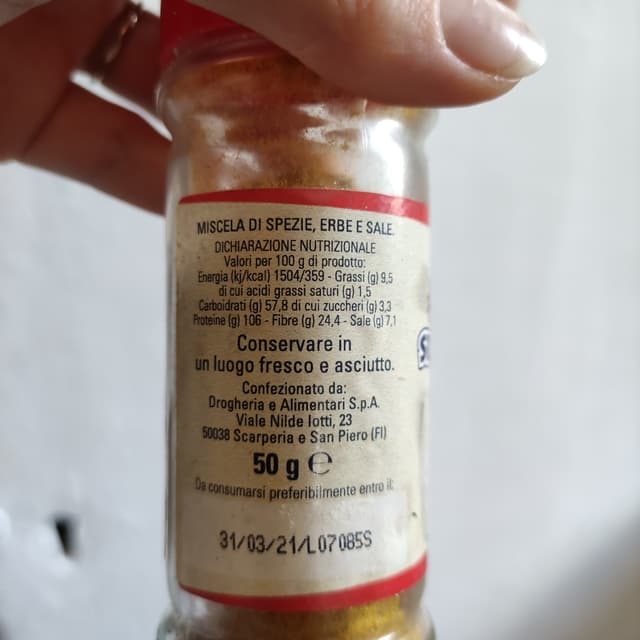 MISCELA DI SPEZIE, ERBE E SALE.
DICHIARAZIONE NUTRIZIONALE
Valori per 100 g di prodotto:
Energia (kj/kcal) 1504/359 - Grassi (g) 9,5
di cui acidi grassi saturi (g) 1,5
Carboidrati (g) 57,8 di cui zuccheri (g) 3,3
Proteine (g) 106 - Fibre (g) 24,4 - Sale (g) 7,1
Conservare in
un luogo fresco e asciutto.
Confezionato da:
Drogheria e Alimentari S.p.A.
Viale Nilde Iotti, 23
50038 Scarperia e San Piero (FI)
50 g ℮
Da consumarsi preferibilmente entro il:
31/03/21/L07085S